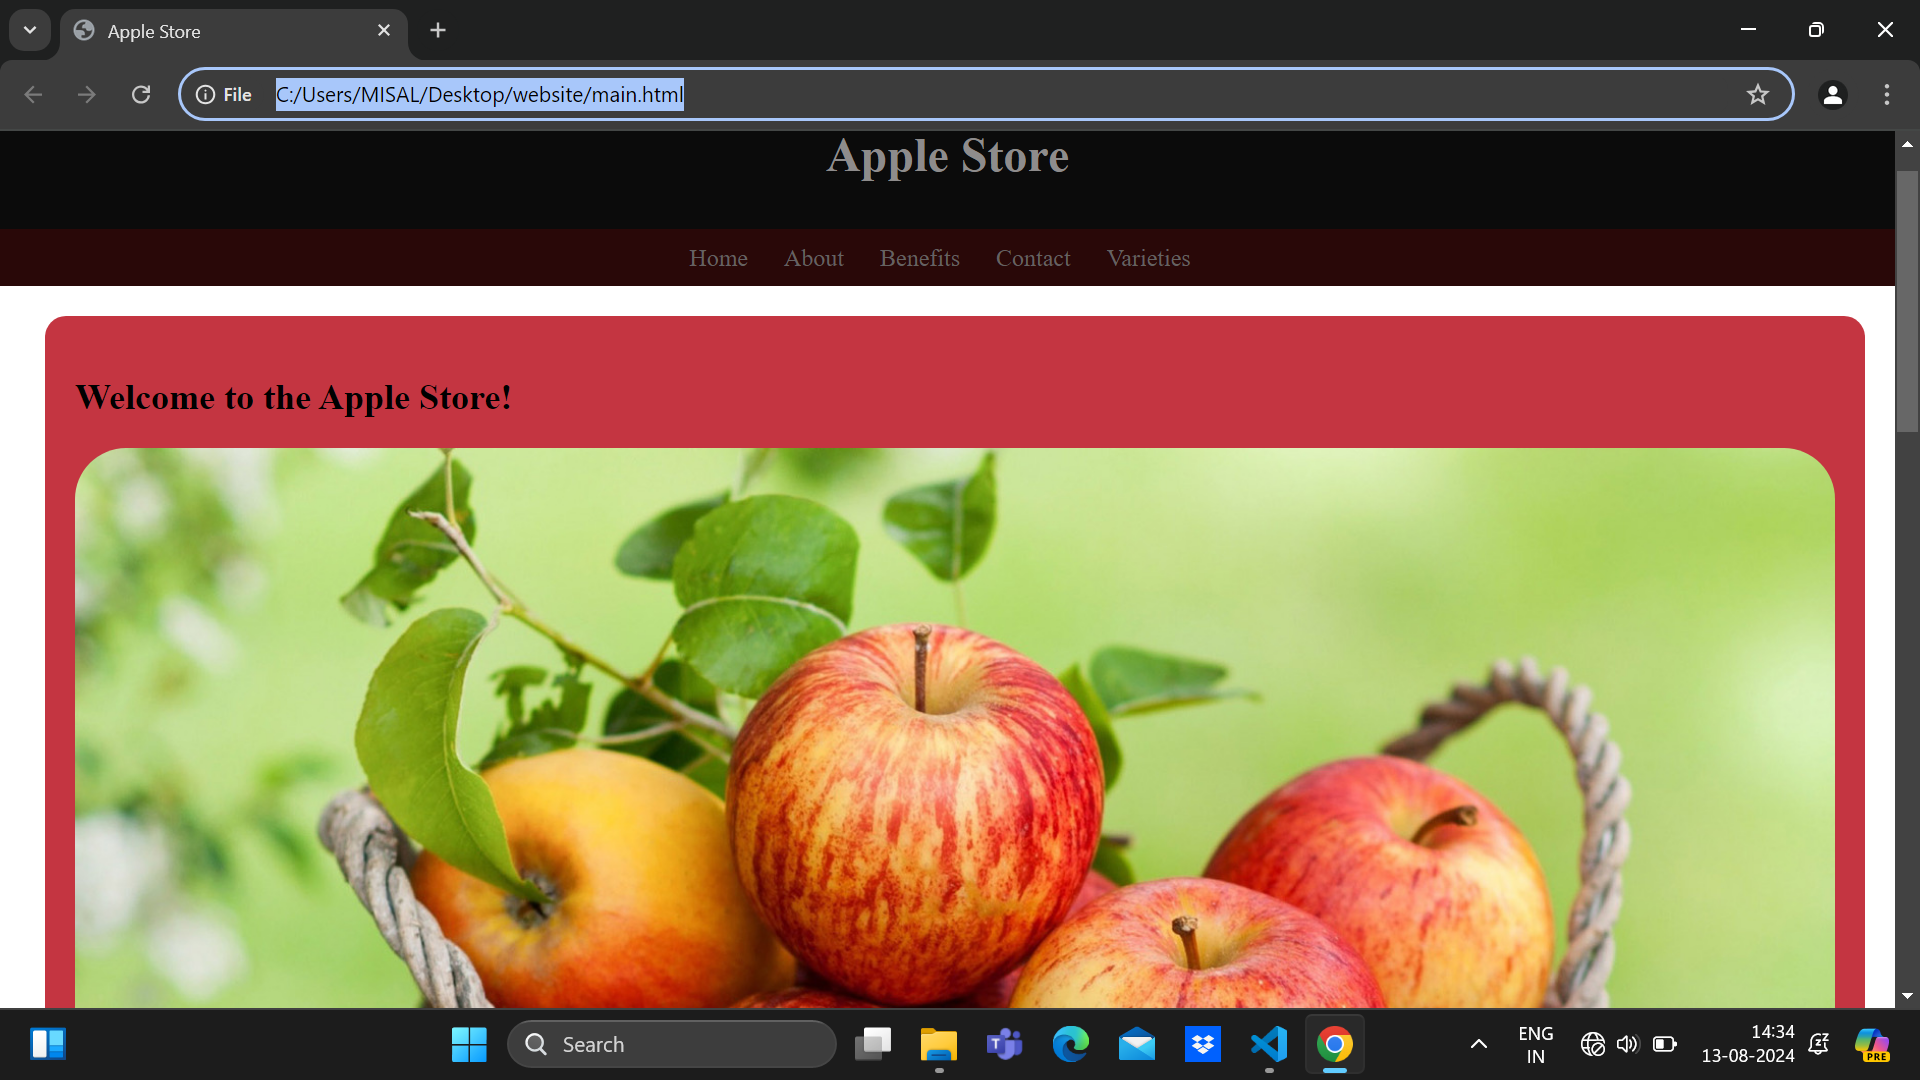 Apple Store
File C:/Users/MISAL/Desktop/website/main.html
Apple Store
Home About Benefits Contact Varieties
Welcome to the Apple Store!
Search
ENG
IN
14:34
13-08-2024
PRE